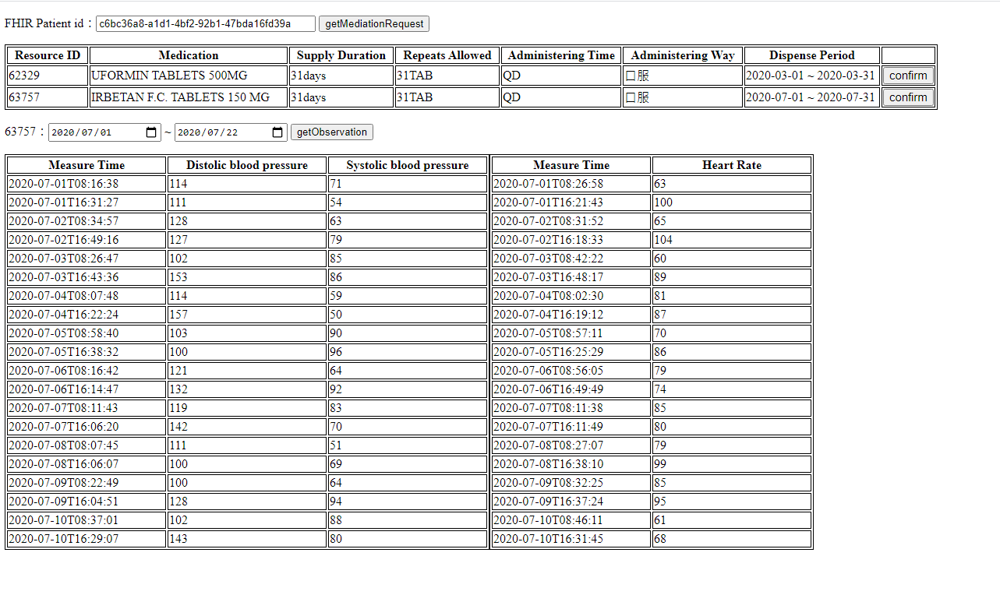 FHIR Patient id：c6bc36a8-a1d1-4bf2-92b1-47bda16fd39a getMediationRequest
Resource ID Medication Supply Duration Repeats Allowed Administering Time Administering Way Dispense Period
62329 UFORMIN TABLETS 500MG 31days 31TAB QD 口服 2020-03-01 ~ 2020-03-31 confirm
63757 IRBETAN F.C. TABLETS 150 MG 31days 31TAB QD 口服 2020-07-01 ~ 2020-07-31 confirm
63757：2020/07/01 ~ 2020/07/22 getObservation
Measure Time Distolic blood pressure Systolic blood pressure Measure Time Heart Rate
2020-07-01T08:16:38 114 71 2020-07-01T08:26:58 63
2020-07-01T16:31:27 111 54 2020-07-01T16:21:43 100
2020-07-02T08:34:57 128 63 2020-07-02T08:31:52 65
2020-07-02T16:49:16 127 79 2020-07-02T16:18:33 104
2020-07-03T08:26:47 102 85 2020-07-03T08:42:22 60
2020-07-03T16:43:36 153 86 2020-07-03T16:48:17 89
2020-07-04T08:07:48 114 59 2020-07-04T08:02:30 81
2020-07-04T16:22:24 157 50 2020-07-04T16:19:12 87
2020-07-05T08:58:40 103 90 2020-07-05T08:57:11 70
2020-07-05T16:38:32 100 96 2020-07-05T16:25:29 86
2020-07-06T08:16:42 121 64 2020-07-06T08:56:05 79
2020-07-06T16:14:47 132 92 2020-07-06T16:49:49 74
2020-07-07T08:11:43 119 83 2020-07-07T08:11:38 85
2020-07-07T16:06:20 142 70 2020-07-07T16:11:49 80
2020-07-08T08:07:45 111 51 2020-07-08T08:27:07 79
2020-07-08T16:06:07 100 69 2020-07-08T16:38:10 99
2020-07-09T08:22:49 100 64 2020-07-09T08:32:25 85
2020-07-09T16:04:51 128 94 2020-07-09T16:37:24 95
2020-07-10T08:37:01 102 88 2020-07-10T08:46:11 61
2020-07-10T16:29:07 143 80 2020-07-10T16:31:45 68